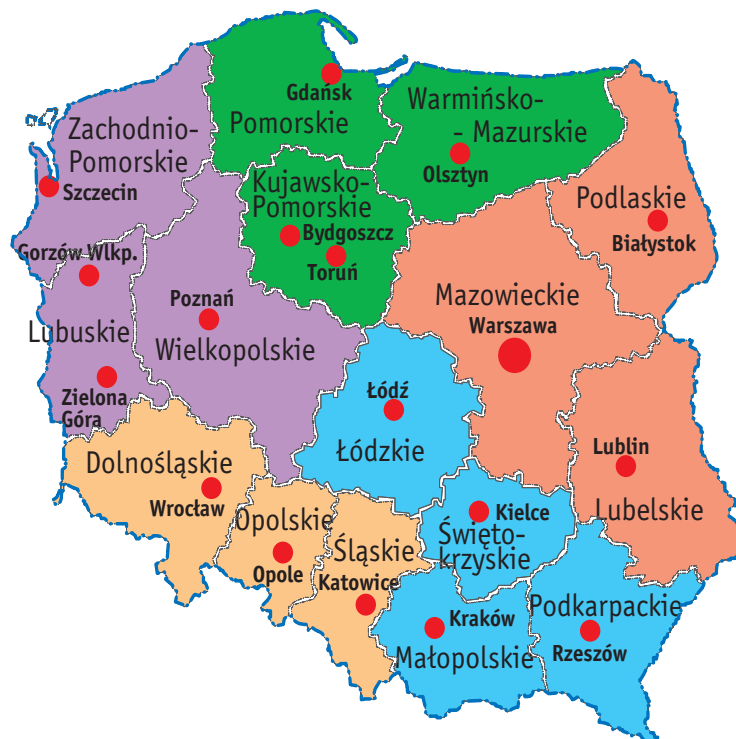 Gdańsk
Pomorskie
Warmińsko-
- Mazurskie
Olsztyn
Zachodnio-
Pomorskie
Szczecin
Kujawsko-
Pomorskie
Bydgoszcz
Toruń
Podlaskie
Białystok
Gorzów Wlkp.
Lubuskie
Zielona
Góra
Poznań
Wielkopolskie
Mazowieckie
Warszawa
Łódź
Łódzkie
Lublin
Lubelskie
Dolnośląskie
Wrocław
Opolskie
Opole
Śląskie
Katowice
Kielce
Święto-
krzyskie
Kraków
Małopolskie
Podkarpackie
Rzeszów